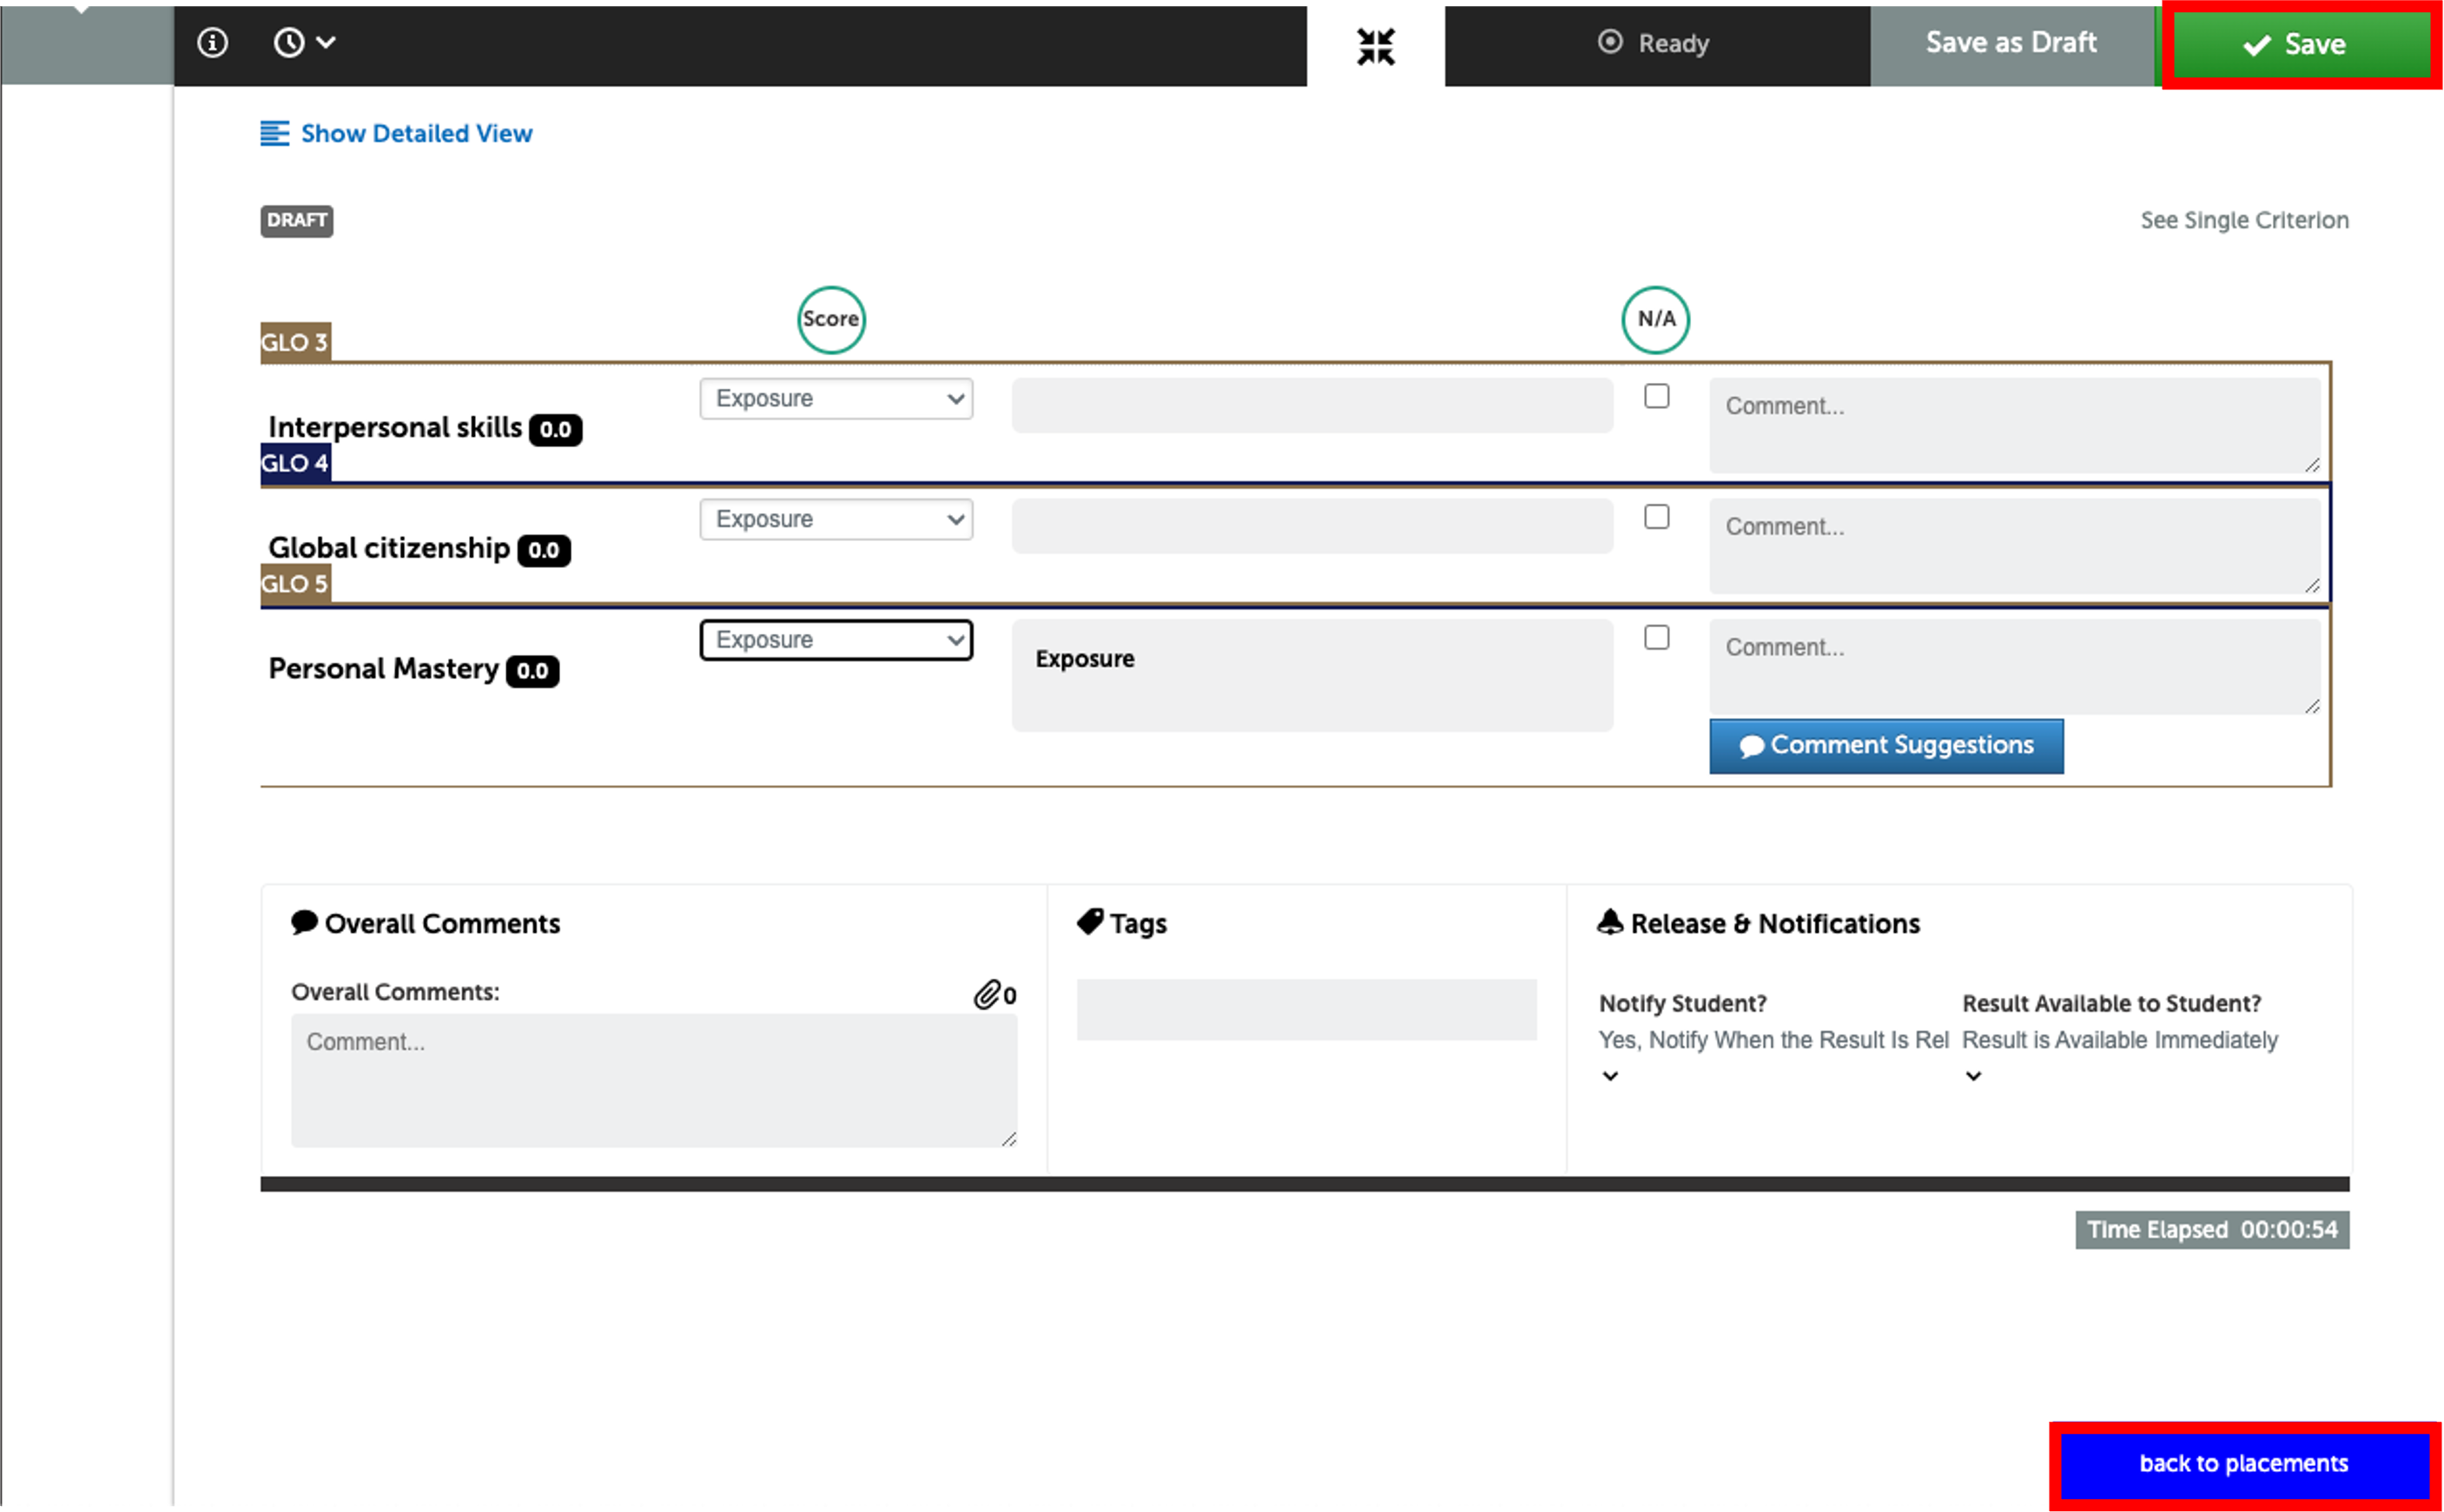 Ready
Save as Draft
Save
Show Detailed View
DRAFT
See Single Criterion
Score
N/A
GLO 3
Exposure
Comment...
Interpersonal skills 0.0
GLO 4
Exposure
Comment...
Global citizenship 0.0
GLO 5
Exposure
Exposure
Comment...
Personal Mastery 0.0
Comment Suggestions
Overall Comments
Tags
Release & Notifications
Overall Comments:
0
Comment...
Notify Student?
Result Available to Student?
Yes, Notify When the Result Is Rel
Result is Available Immediately
Time Elapsed 00:00:54
back to placements